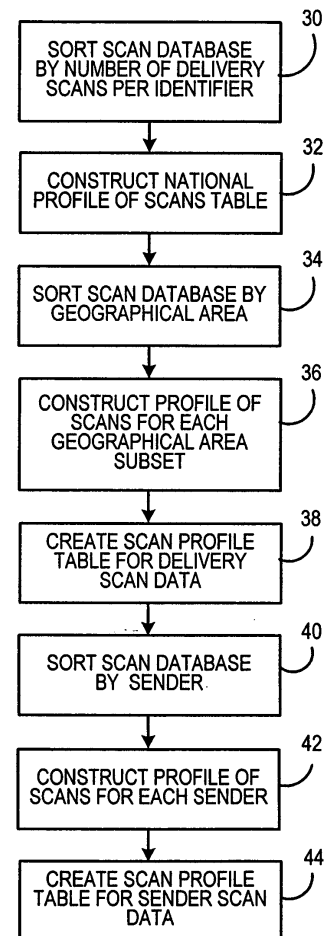 30
SORT SCAN DATABASE
BY NUMBER OF DELIVERY
SCANS PER IDENTIFIER
32
CONSTRUCT NATIONAL
PROFILE OF SCANS TABLE
34
SORT SCAN DATABASE BY
GEOGRAPHICAL AREA
36
CONSTRUCT PROFILE OF
SCANS FOR EACH
GEOGRAPHICAL AREA
SUBSET
38
CREATE SCAN PROFILE
TABLE FOR DELIVERY
SCAN DATA
40
SORT SCAN DATABASE
BY SENDER
42
CONSTRUCT PROFILE OF
SCANS FOR EACH SENDER
44
CREATE SCAN PROFILE
TABLE FOR SENDER SCAN
DATA